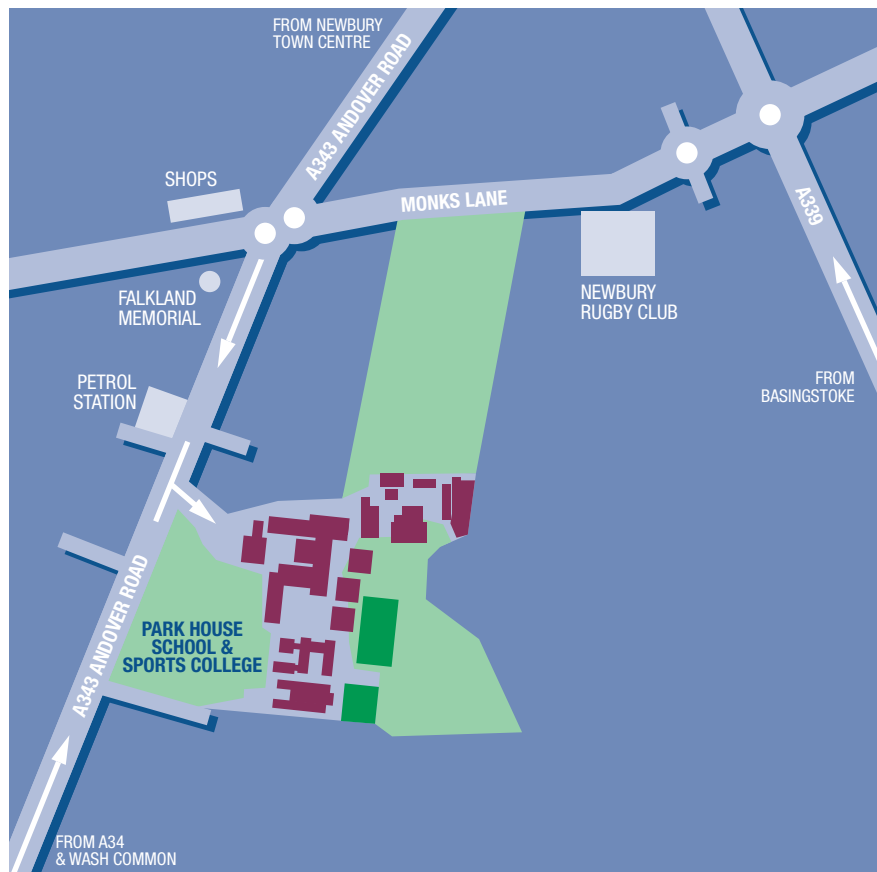 FROM NEWBURY
TOWN CENTRE
A343 ANDOVER ROAD
SHOPS
MONKS LANE
A339
FALKLAND
MEMORIAL
NEWBURY
RUGBY CLUB
PETROL
STATION
FROM
BASINGSTOKE
A343 ANDOVER ROAD
PARK HOUSE
SCHOOL &
SPORTS COLLEGE
FROM A34
& WASH COMMON